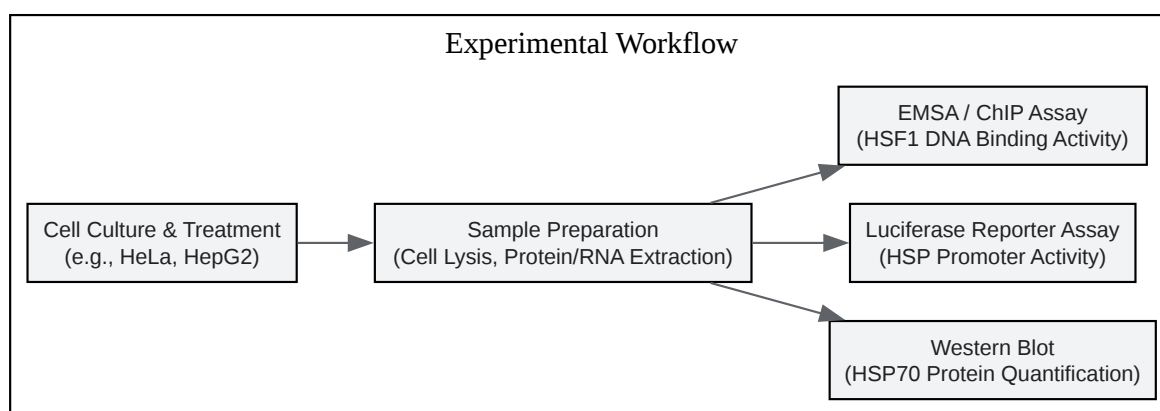 Experimental Workflow
EMSA / ChIP Assay
(HSF1 DNA Binding Activity)
Cell Culture & Treatment
(e.g., HeLa, HepG2)
Sample Preparation
(Cell Lysis, Protein/RNA Extraction)
Luciferase Reporter Assay
(HSP Promoter Activity)
Western Blot
(HSP70 Protein Quantification)